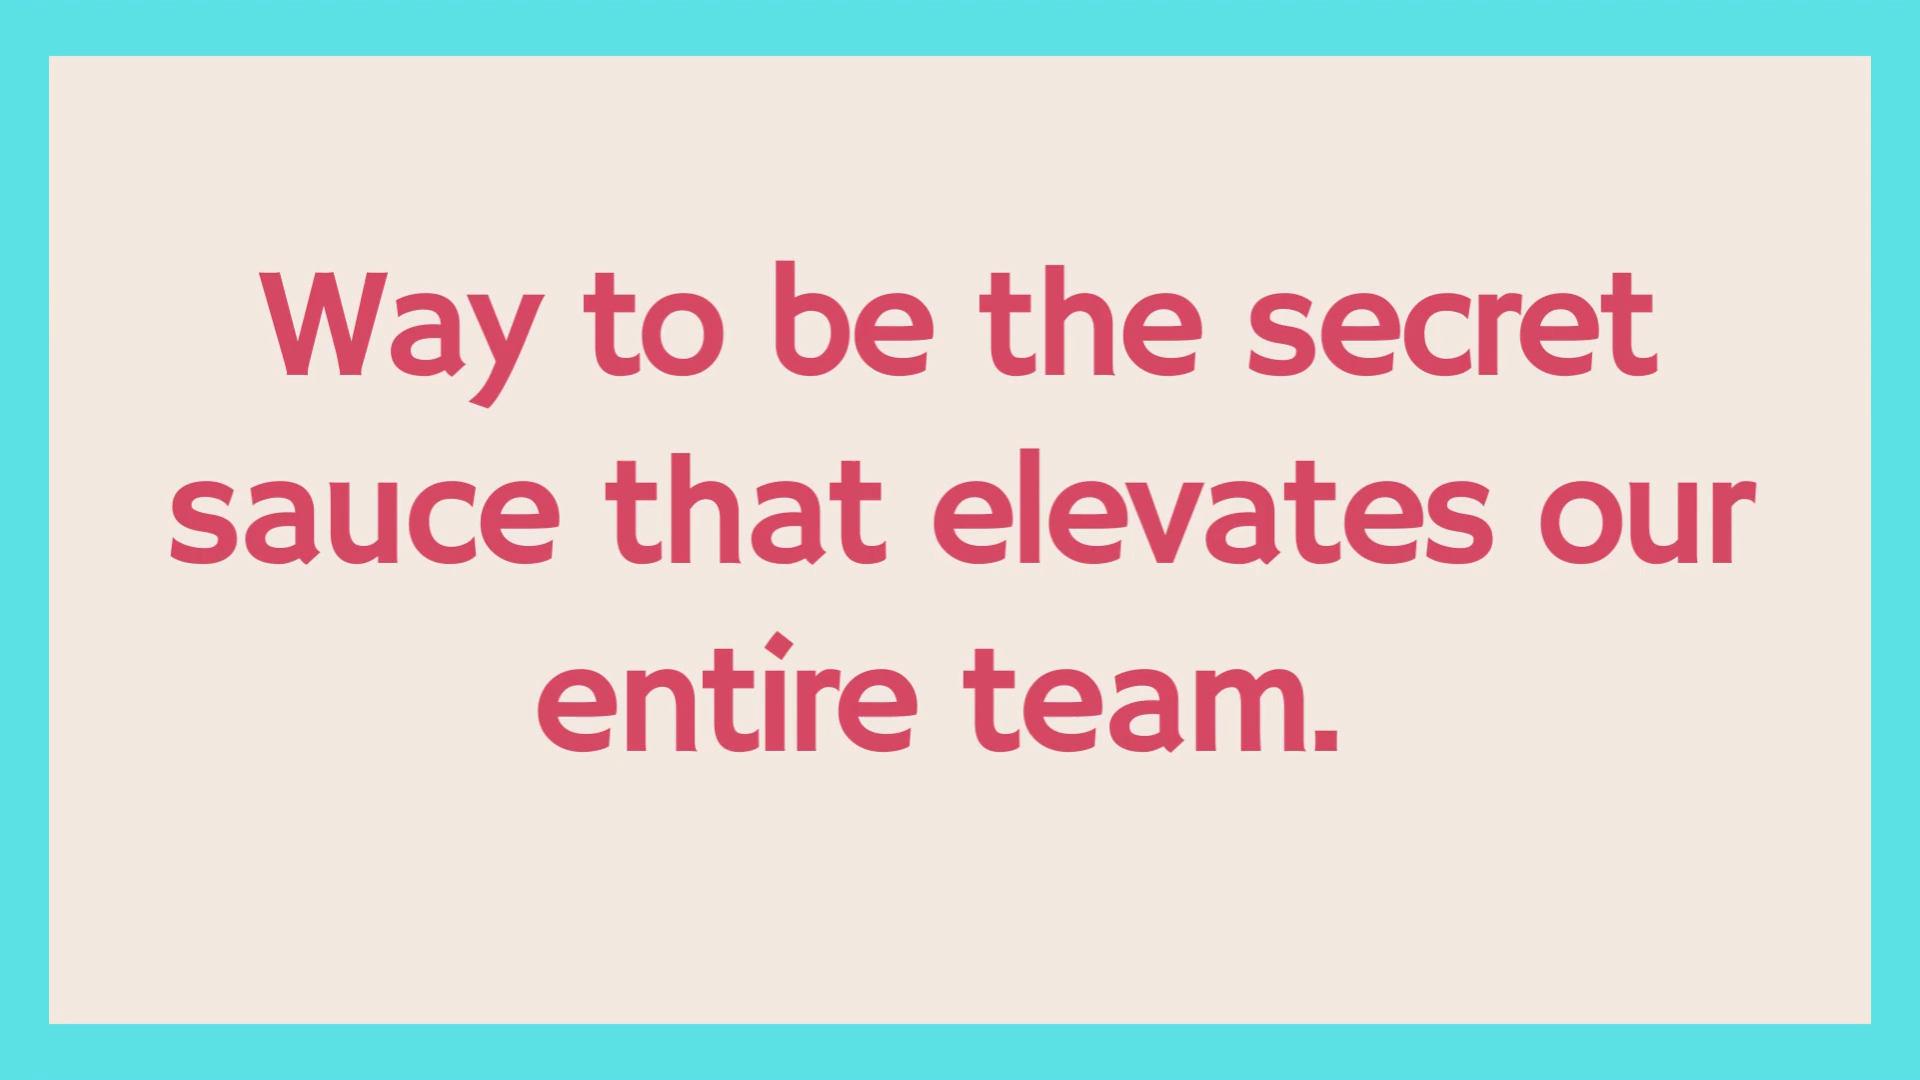 Way to be the secret
sauce that elevates our
entire team.